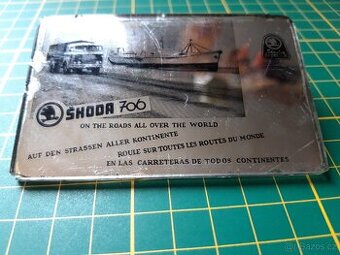 ŠKODA 706
ON THE ROADS ALL OVER THE WORLD
AUF DEN STRASSEN ALLER KONTINENTE
ROULE SUR TOUTES LES ROUTES DU MONDE
EN LAS CARRETERAS DE TODOS CONTINENTES